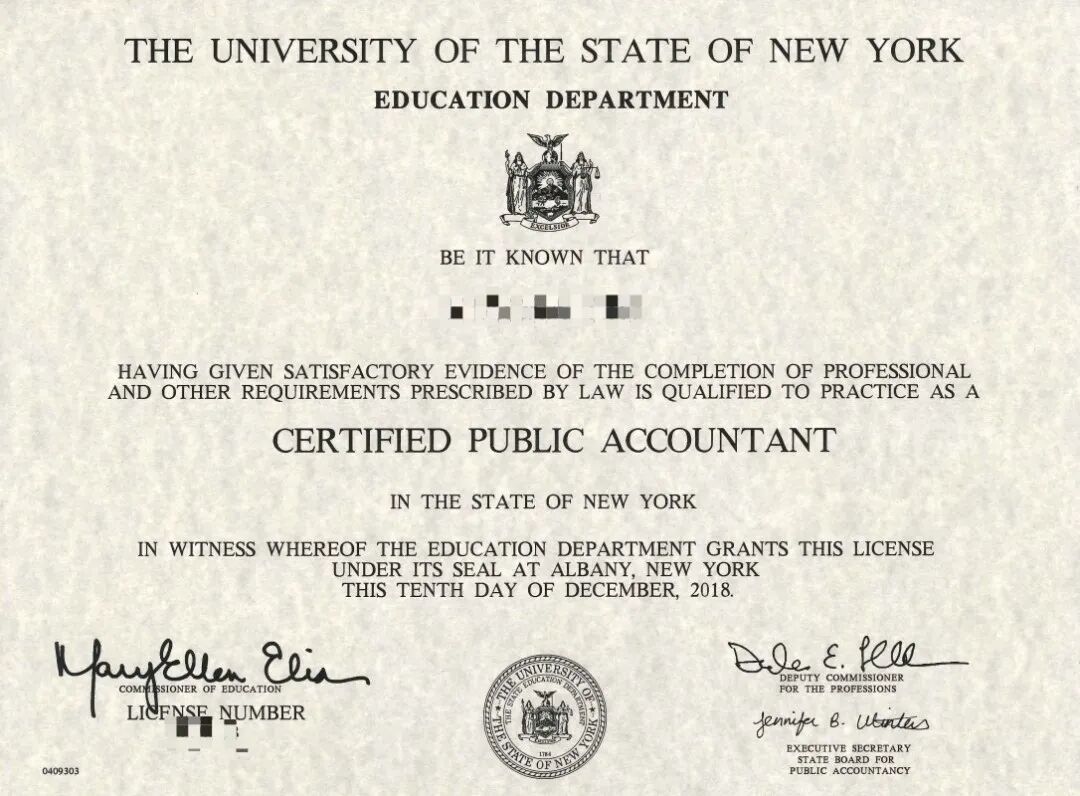 THE UNIVERSITY OF THE STATE OF NEW YORK
EDUCATION DEPARTMENT
EXCELSIOR
BE IT KNOWN THAT
HAVING GIVEN SATISFACTORY EVIDENCE OF THE COMPLETION OF PROFESSIONAL
AND OTHER REQUIREMENTS PRESCRIBED BY LAW IS QUALIFIED TO PRACTICE AS A
CERTIFIED PUBLIC ACCOUNTANT
IN THE STATE OF NEW YORK
IN WITNESS WHEREOF THE EDUCATION DEPARTMENT GRANTS THIS LICENSE
UNDER ITS SEAL AT ALBANY, NEW YORK
THIS TENTH DAY OF DECEMBER, 2018.
MaryEllen Elia
COMMISSIONER OF EDUCATION
LICENSE NUMBER
0409303
THE UNIVERSITY OF THE STATE OF NEW YORK
THE STATE EDUCATION DEPARTMENT
1784
E.
DEPUTY COMMISSIONER
FOR THE PROFESSIONS
Jennifer B. Winters
EXECUTIVE SECRETARY
STATE BOARD FOR
PUBLIC ACCOUNTANCY